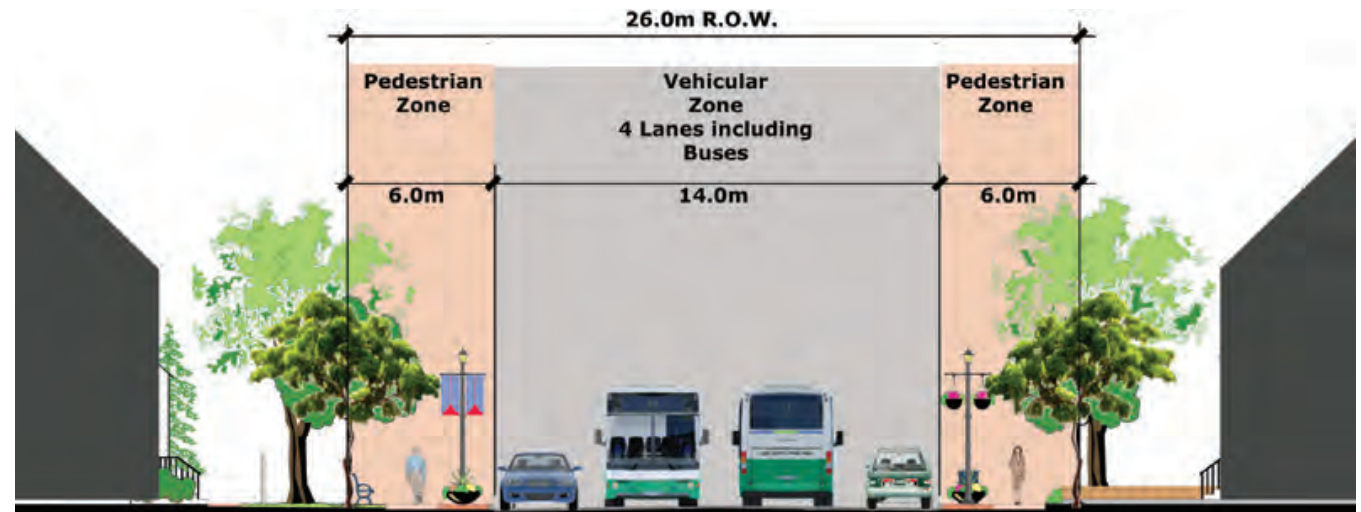 26.0m R.O.W.
Pedestrian
Zone
Vehicular
Zone
4 Lanes including
Buses
Pedestrian
Zone
6.0m
14.0m
6.0m